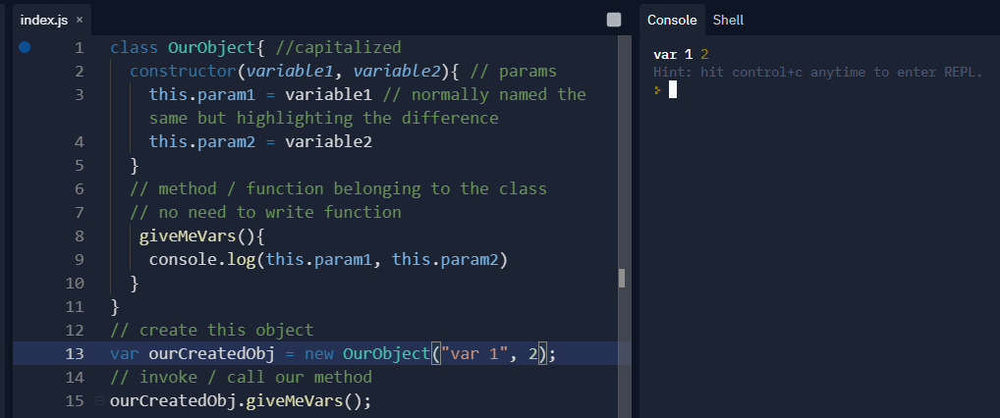 index.js ×
Console Shell
1 class OurObject{ //capitalized
2 constructor(variable1, variable2){ // params
3 this.param1 = variable1 // normally named the
same but highlighting the difference
4 this.param2 = variable2
5 }
6 // method / function belonging to the class
7 // no need to write function
8 giveMeVars(){
9 console.log(this.param1, this.param2)
10 }
11 }
12 // create this object
13 var ourCreatedObj = new OurObject("var 1", 2);
14 // invoke / call our method
15 ourCreatedObj.giveMeVars();
var 1 2
Hint: hit control+c anytime to enter REPL.